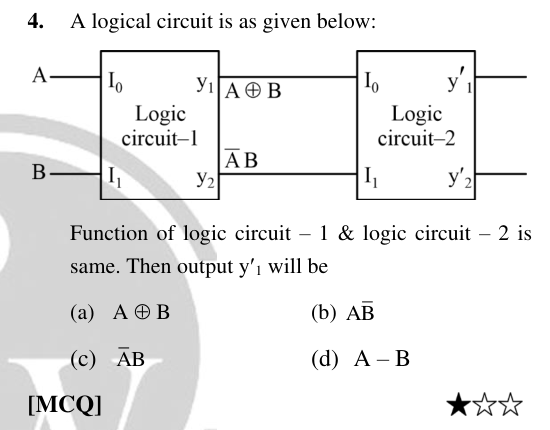 4. A logical circuit is as given below:
A I₀ y₁ A ⊕ B I₀ y′₁
Logic circuit–1 Logic circuit–2
B I₁ y₂ A̅ B I₁ y′₂
Function of logic circuit – 1 & logic circuit – 2 is
same. Then output y′₁ will be
(a) A ⊕ B (b) AB̅
(c) A̅B (d) A – B
[MCQ] ★☆☆